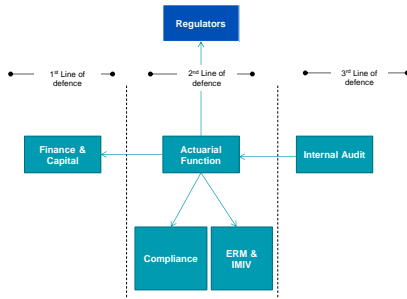 Regulators
1st Line of
defence
2nd Line of
defence
3rd Line of
defence
Finance &
Capital
Actuarial
Function
Internal Audit
Compliance
ERM &
IMIV